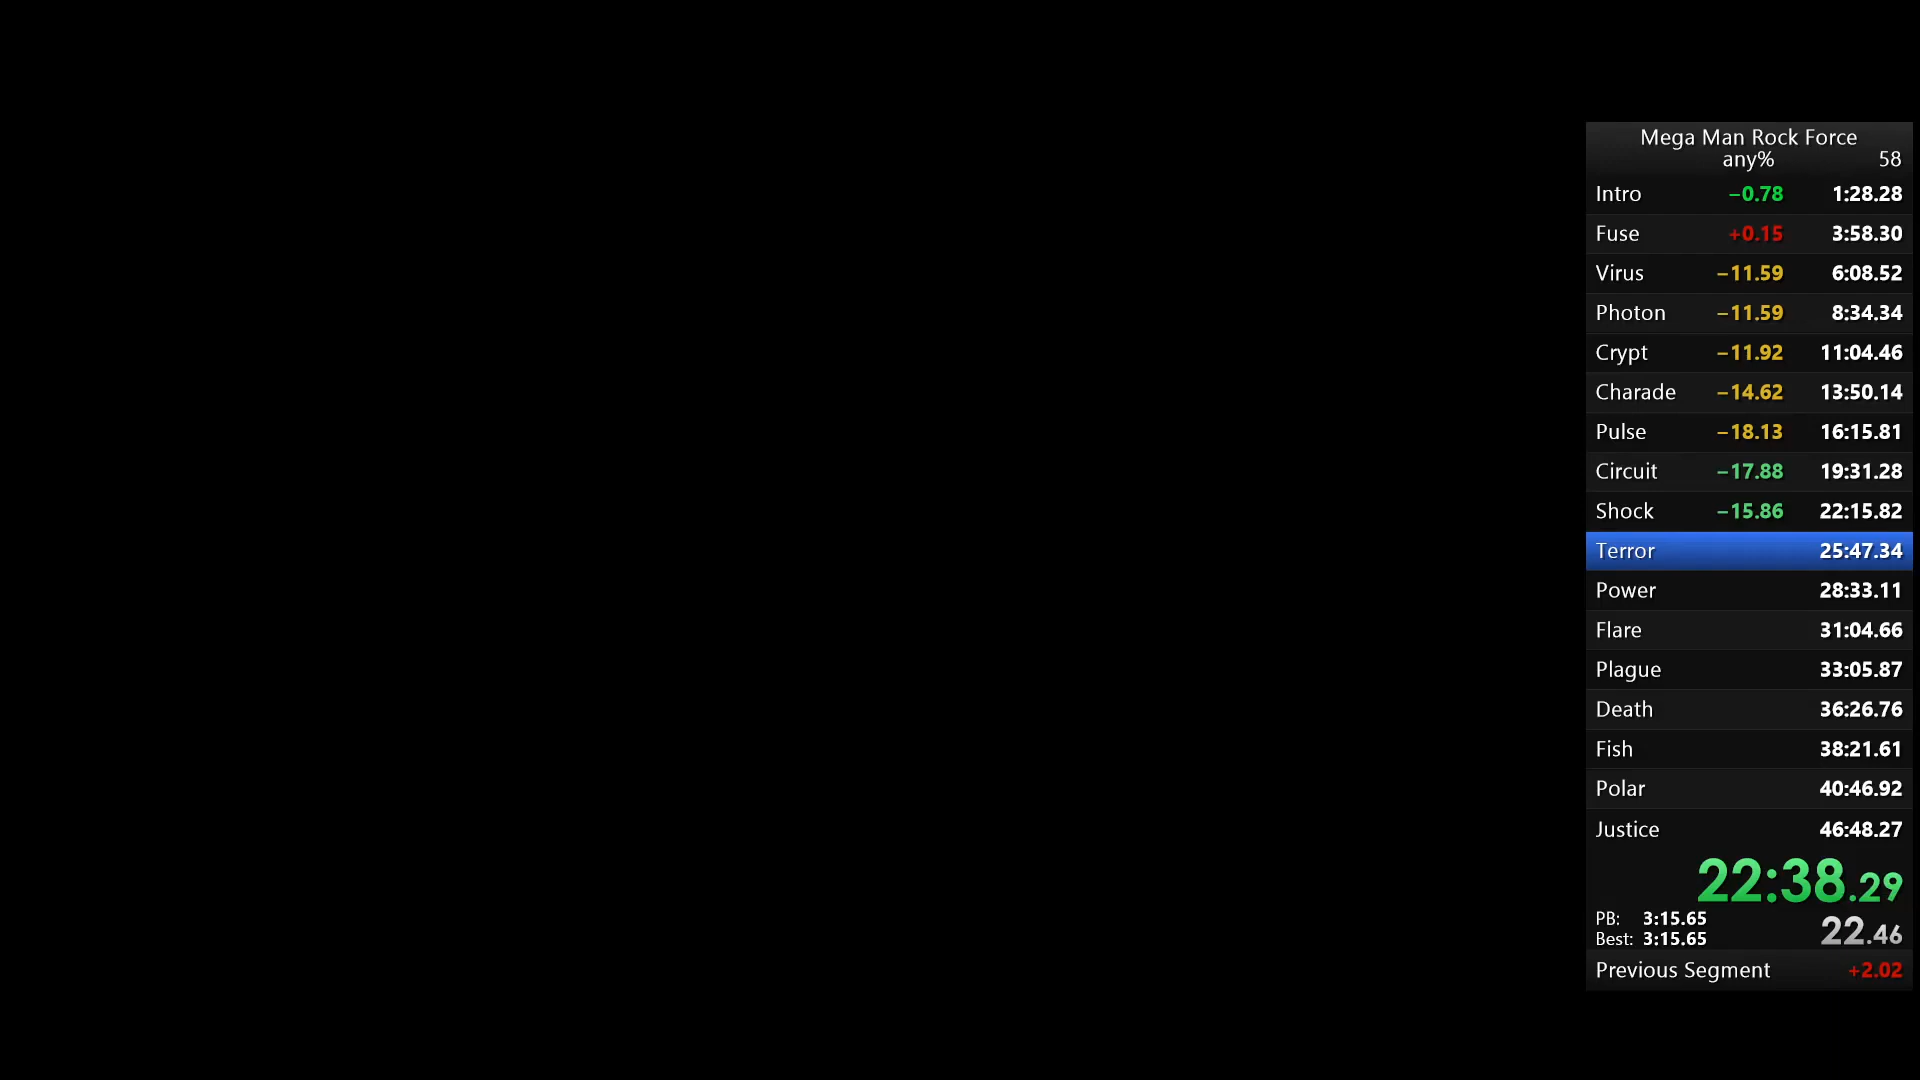 Mega Man Rock Force
any% 58
Intro −0.78 1:28.28
Fuse +0.15 3:58.30
Virus −11.59 6:08.52
Photon −11.59 8:34.34
Crypt −11.92 11:04.46
Charade −14.62 13:50.14
Pulse −18.13 16:15.81
Circuit −17.88 19:31.28
Shock −15.86 22:15.82
Terror 25:47.34
Power 28:33.11
Flare 31:04.66
Plague 33:05.87
Death 36:26.76
Fish 38:21.61
Polar 40:46.92
Justice 46:48.27
22:38.29
PB: 3:15.65 22.46
Best: 3:15.65
Previous Segment +2.02